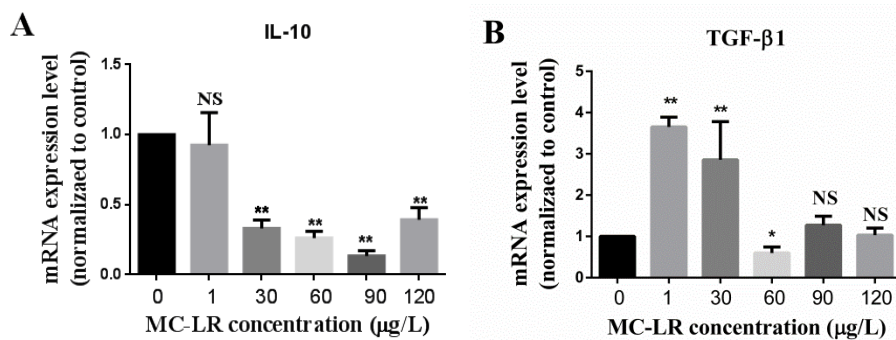 A
IL-10
mRNA expression level
(normalizaed to control)
1.5
1.0
0.5
0.0
NS
**
**
**
**
0 1 30 60 90 120
MC-LR concentration (μg/L)
B
TGF-β1
mRNA expression level
(normalizaed to control)
5
4
3
2
1
0
**
**
*
NS
NS
0 1 30 60 90 120
MC-LR concentration (μg/L)